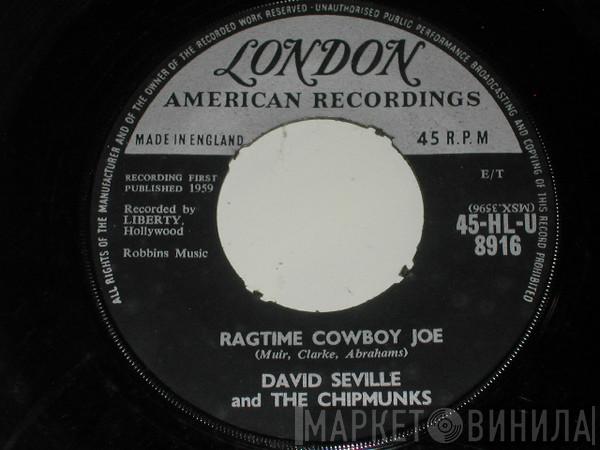 ALL RIGHTS OF THE MANUFACTURER AND OF THE OWNER OF THE RECORDED WORK RESERVED - UNAUTHORISED PUBLIC PERFORMANCE BROADCASTING AND COPYING OF THIS RECORD PROHIBITED
LONDON
AMERICAN RECORDINGS
MADE IN ENGLAND
45 R.P.M
RECORDING FIRST
PUBLISHED 1959
E/T
Recorded by
LIBERTY,
Hollywood
(MSX.3596)
45-HL-U
8916
Robbins Music
RAGTIME COWBOY JOE
(Muir, Clarke, Abrahams)
DAVID SEVILLE
and THE CHIPMUNKS
МАРКЕТ ВИНИЛА